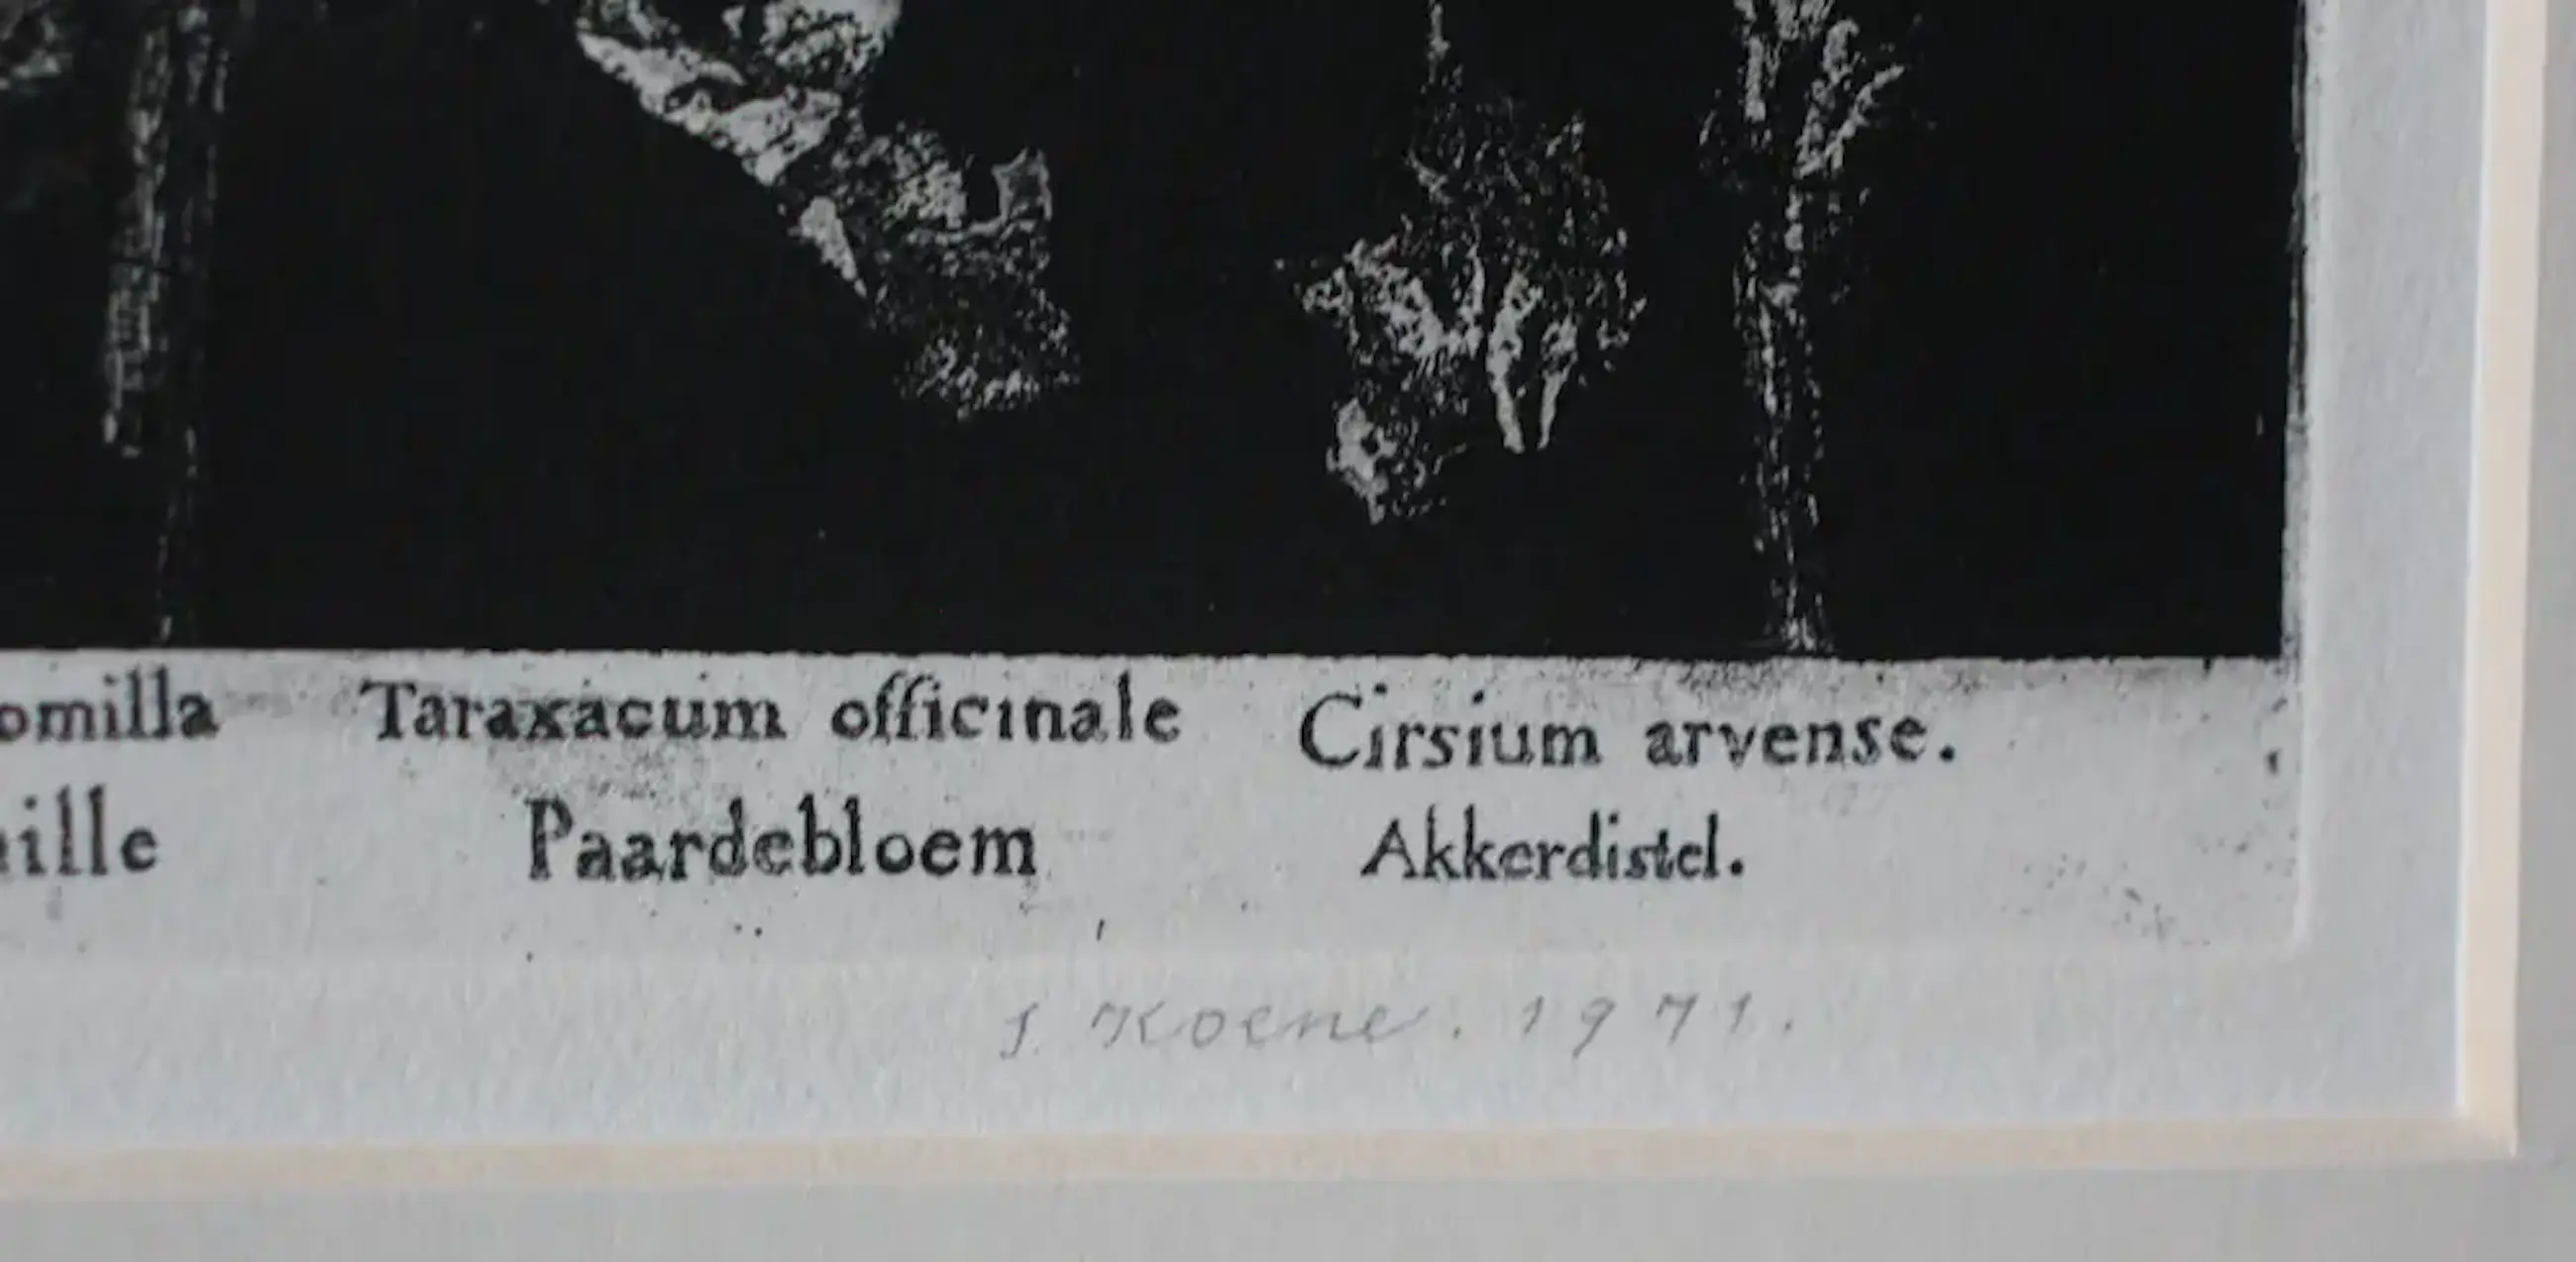 omilla Taraxacum officinale Cirsium arvense.
ille Paardebloem Akkerdistel.
J. Koene. 1971.